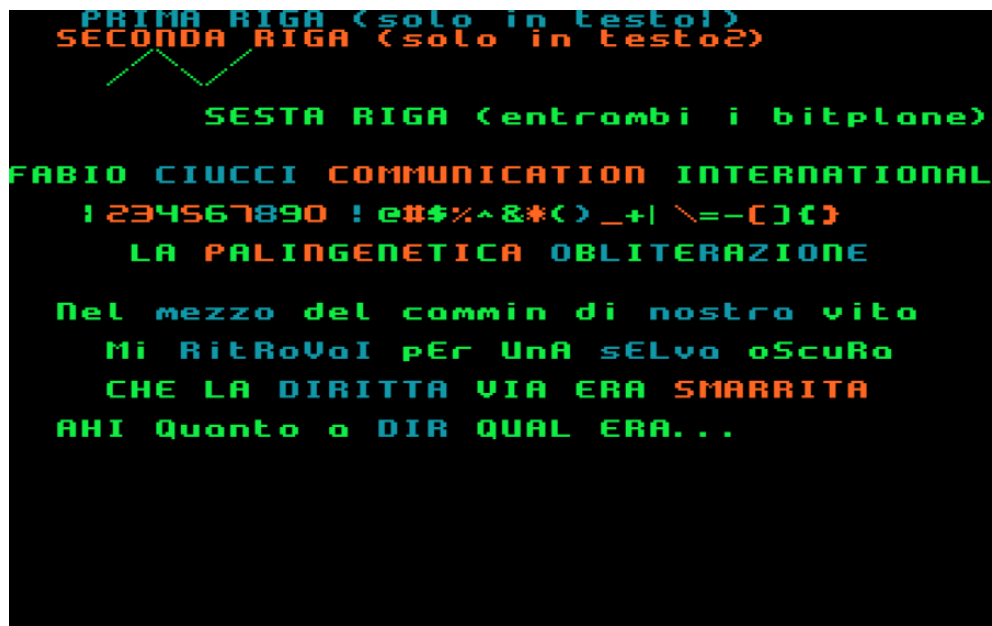 PRIMA RIGA (solo in testo1)
SECONDA RIGA (solo in testo2)
/\/
SESTA RIGA (entrambi i bitplane)
FABIO CIUCCI COMMUNICATION INTERNATIONAL
1234567890 !@#$%^&*()_+| \=-[]{}
LA PALINGENETICA OBLITERAZIONE
Nel mezzo del cammin di nostra vita
Mi RitRoVaI pEr UnA sELva oScuRa
CHE LA DIRITTA VIA ERA SMARRITA
AHI Quanto a DIR QUAL ERA...